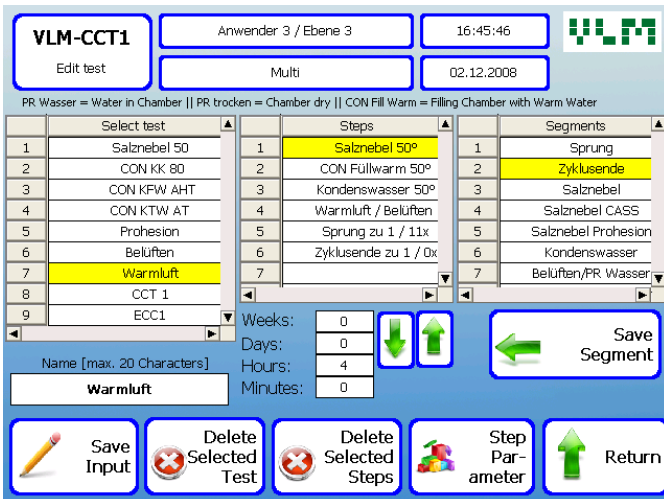 VLM-CCT1
Edit test
Anwender 3 / Ebene 3
16:45:46
VLM
Multi
02.12.2008
PR Wasser = Water in Chamber || PR trocken = Chamber dry || CON Fill Warm = Filling Chamber with Warm Water
Select test
1 Salznebel 50
2 CON KK 80
3 CON KFW AHT
4 CON KTW AT
5 Prohesion
6 Belüften
7 Warmluft
8 CCT 1
9 ECC1
Steps
1 Salznebel 50º
2 CON Füllwarm 50º
3 Kondenswasser 50º
4 Warmluft / Belüften
5 Sprung zu 1 / 11x
6 Zyklusende zu 1 / 0x
7
Segments
1 Sprung
2 Zyklusende
3 Salznebel
4 Salznebel CASS
5 Salznebel Prohesion
6 Kondenswasser
7 Belüften/PR Wasser
Name [max. 20 Characters]
Warmluft
Weeks: 0
Days: 0
Hours: 4
Minutes: 0
Save
Segment
Save
Input
Delete
Selected
Test
Delete
Selected
Steps
Step
Par-
ameter
Return